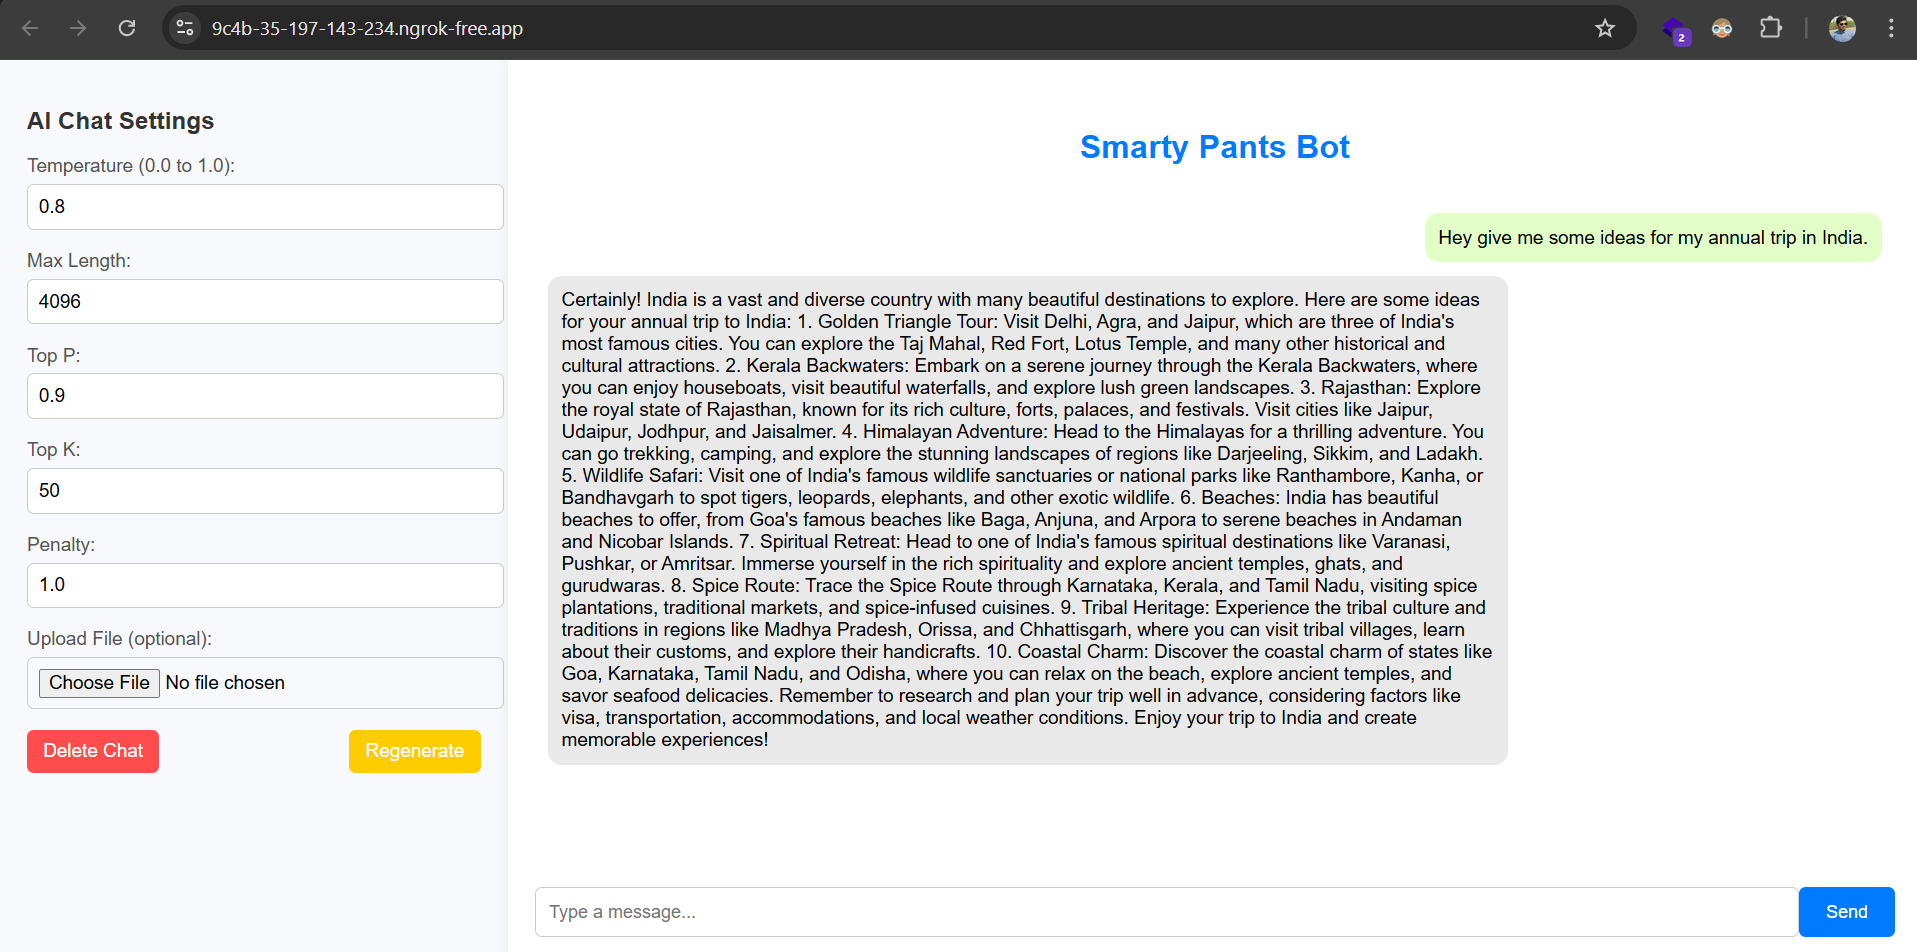 9c4b-35-197-143-234.ngrok-free.app
2
AI Chat Settings
Temperature (0.0 to 1.0):
0.8
Max Length:
4096
Top P:
0.9
Top K:
50
Penalty:
1.0
Upload File (optional):
Choose File No file chosen
Delete Chat
Regenerate
Smarty Pants Bot
Hey give me some ideas for my annual trip in India.
Certainly! India is a vast and diverse country with many beautiful destinations to explore. Here are some ideas
for your annual trip to India: 1. Golden Triangle Tour: Visit Delhi, Agra, and Jaipur, which are three of India's
most famous cities. You can explore the Taj Mahal, Red Fort, Lotus Temple, and many other historical and
cultural attractions. 2. Kerala Backwaters: Embark on a serene journey through the Kerala Backwaters, where
you can enjoy houseboats, visit beautiful waterfalls, and explore lush green landscapes. 3. Rajasthan: Explore
the royal state of Rajasthan, known for its rich culture, forts, palaces, and festivals. Visit cities like Jaipur,
Udaipur, Jodhpur, and Jaisalmer. 4. Himalayan Adventure: Head to the Himalayas for a thrilling adventure. You
can go trekking, camping, and explore the stunning landscapes of regions like Darjeeling, Sikkim, and Ladakh.
5. Wildlife Safari: Visit one of India's famous wildlife sanctuaries or national parks like Ranthambore, Kanha, or
Bandhavgarh to spot tigers, leopards, elephants, and other exotic wildlife. 6. Beaches: India has beautiful
beaches to offer, from Goa's famous beaches like Baga, Anjuna, and Arpora to serene beaches in Andaman
and Nicobar Islands. 7. Spiritual Retreat: Head to one of India's famous spiritual destinations like Varanasi,
Pushkar, or Amritsar. Immerse yourself in the rich spirituality and explore ancient temples, ghats, and
gurudwaras. 8. Spice Route: Trace the Spice Route through Karnataka, Kerala, and Tamil Nadu, visiting spice
plantations, traditional markets, and spice-infused cuisines. 9. Tribal Heritage: Experience the tribal culture and
traditions in regions like Madhya Pradesh, Orissa, and Chhattisgarh, where you can visit tribal villages, learn
about their customs, and explore their handicrafts. 10. Coastal Charm: Discover the coastal charm of states like
Goa, Karnataka, Tamil Nadu, and Odisha, where you can relax on the beach, explore ancient temples, and
savor seafood delicacies. Remember to research and plan your trip well in advance, considering factors like
visa, transportation, accommodations, and local weather conditions. Enjoy your trip to India and create
memorable experiences!
Type a message...
Send